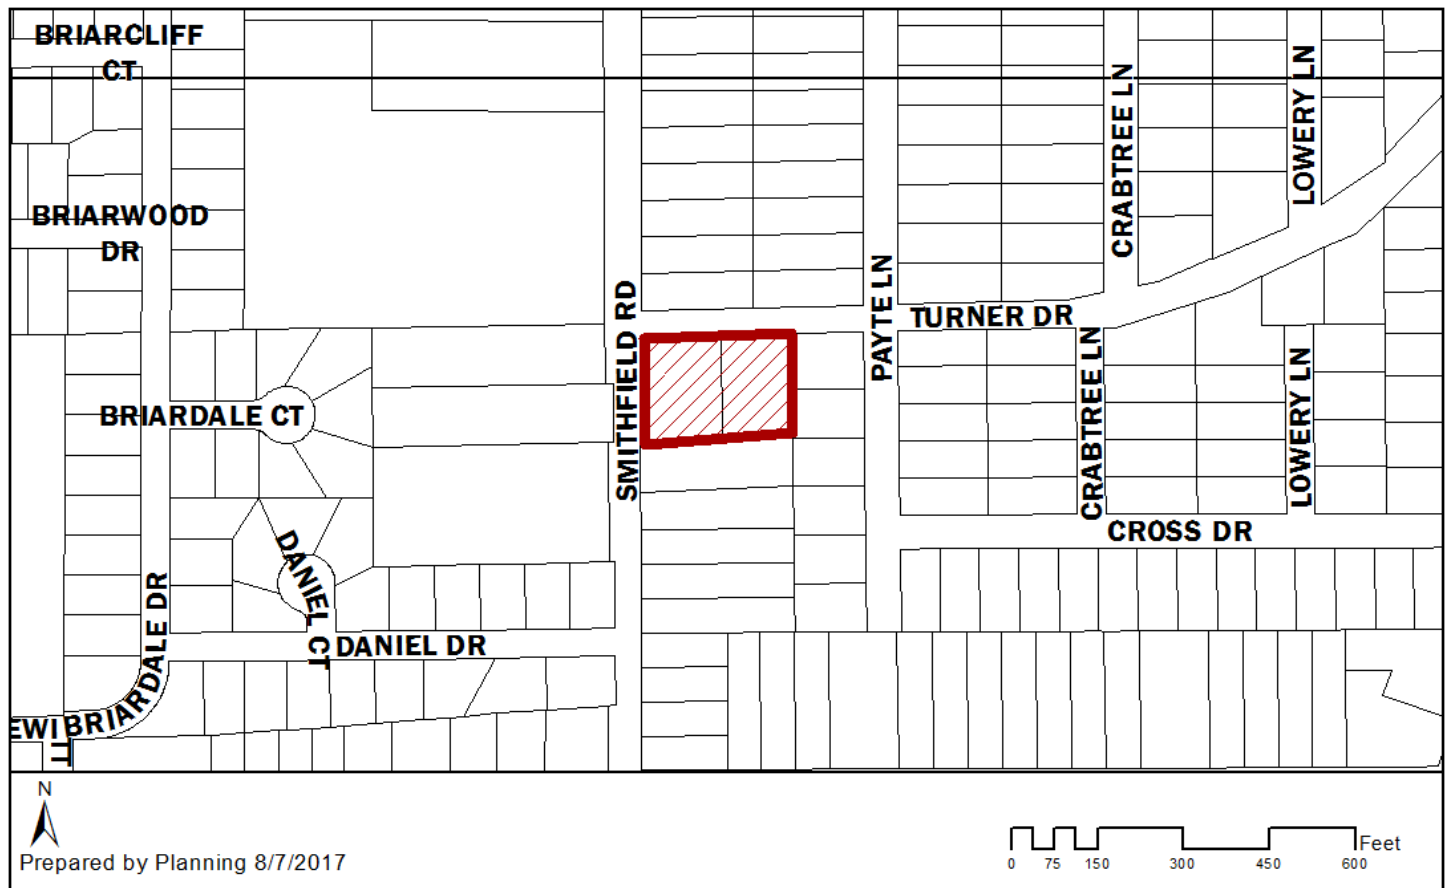 BRIARCLIFF
CT
CRABTREE LN
LOWERY LN
BRIARWOOD
DR
SMITHFIELD RD
PAYTE LN
TURNER DR
BRIARDALE CT
CRABTREE LN
LOWERY LN
CROSS DR
DANIEL CT
DANIEL DR
BRIARDALE DR
EWI
TT
N
Prepared by Planning 8/7/2017
0 75 150 300 450 600 Feet